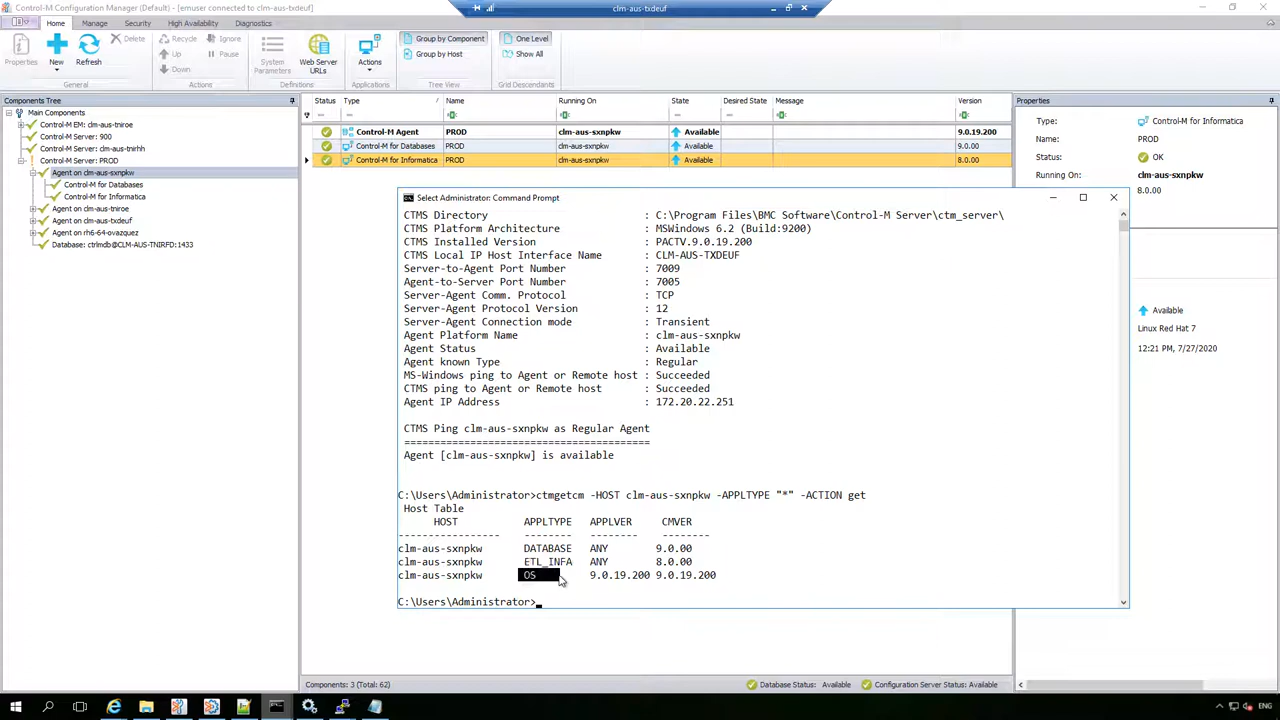 Control-M Configuration Manager (Default) - (emuser connected to clm-aus-txdeuf)
clm-aus-txdeuf
Home
Manage
Security
High Availability
Diagnostics
Properties
New
Refresh
Delete
Recycle
Up
Down
Ignore
Pause
System Parameters
Web Server URLs
Actions
Group by Component
Group by Host
One Level
Show All
General
Actions
Definitions
Applications
Tree View
Grid Descendants
Components Tree
Main Components
Control-M EM: clm-aus-tniroe
Control-M Server: 900
Control-M Server: clm-aus-tnirhh
Control-M Server: PROD
Agent on clm-aus-sxnpkw
Control-M for Databases
Control-M for Informatica
Agent on clm-aus-tniroe
Agent on clm-aus-txdeuf
Agent on rh6-64-ovazquez
Database: ctrlmdb@CLM-AUS-TNIRFD:1433
Status Type Name Running On State Desired State Message Version
Control-M Agent PROD clm-aus-sxnpkw Available 9.0.19.200
Control-M for Databases PROD clm-aus-sxnpkw Available 9.0.00
Control-M for Informatica PROD clm-aus-sxnpkw Available 8.0.00
Properties
Type: Control-M for Informatica
Name: PROD
Status: OK
Running On: clm-aus-sxnpkw
8.0.00
Available
Linux Red Hat 7
12:21 PM, 7/27/2020
Select Administrator: Command Prompt
CTMS Directory : C:\Program Files\BMC Software\Control-M Server\ctm_server\
CTMS Platform Architecture : MSWindows 6.2 (Build:9200)
CTMS Installed Version : PACTV.9.0.19.200
CTMS Local IP Host Interface Name : CLM-AUS-TXDEUF
Server-to-Agent Port Number : 7009
Agent-to-Server Port Number : 7005
Server-Agent Comm. Protocol : TCP
Server-Agent Protocol Version : 12
Server-Agent Connection mode : Transient
Agent Platform Name : clm-aus-sxnpkw
Agent Status : Available
Agent known Type : Regular
MS-Windows ping to Agent or Remote host : Succeeded
CTMS ping to Agent or Remote host : Succeeded
Agent IP Address : 172.20.22.251
CTMS Ping clm-aus-sxnpkw as Regular Agent
=======================================
Agent [clm-aus-sxnpkw] is available
C:\Users\Administrator>ctmgetcm -HOST clm-aus-sxnpkw -APPLTYPE "*" -ACTION get
Host Table
HOST APPLTYPE APPLVER CMVER
---------------- -------- -------- --------
clm-aus-sxnpkw DATABASE ANY 9.0.00
clm-aus-sxnpkw ETL_INFA ANY 8.0.00
clm-aus-sxnpkw OS 9.0.19.200 9.0.19.200
C:\Users\Administrator>
Components: 3 (Total: 62)
Database Status: Available
Configuration Server Status: Available
ENG